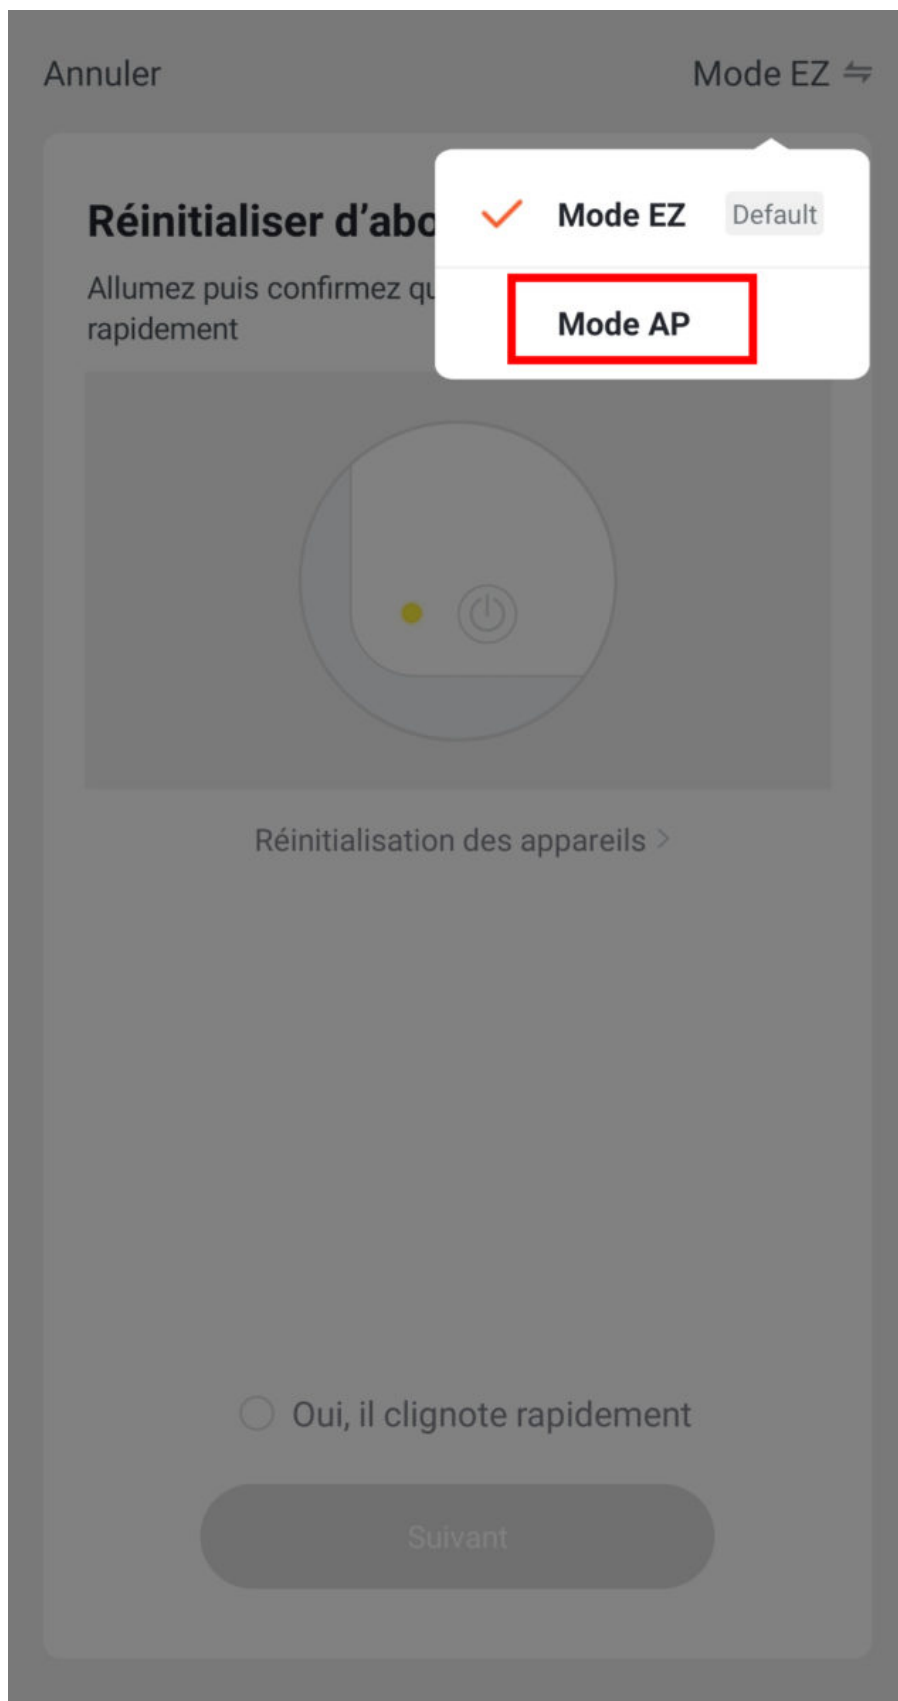 Annuler
Mode EZ
Réinitialiser d'abo
Mode EZ
Default
Allumez puis confirmez qu
rapidement
Mode AP
Réinitialisation des appareils >
Oui, il clignote rapidement
Suivant